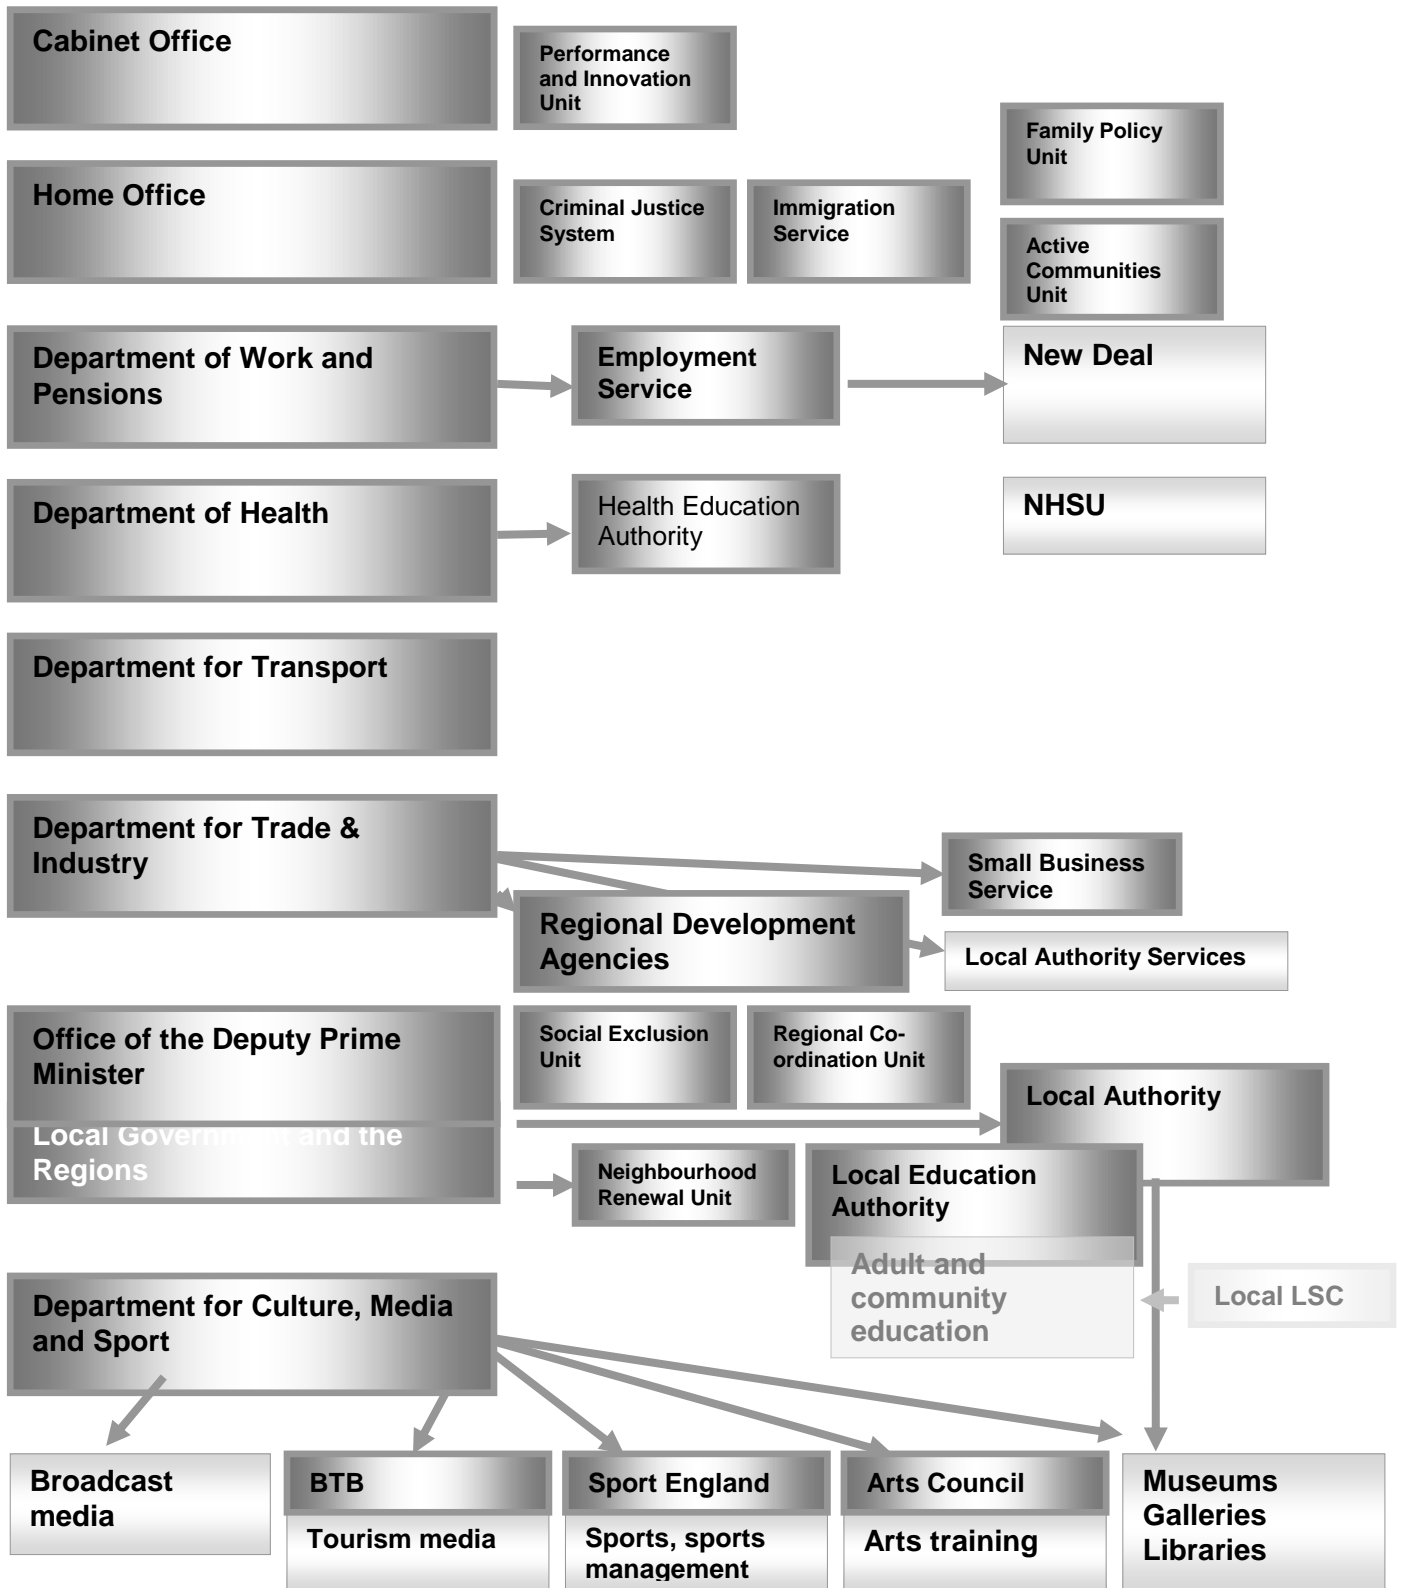 Cabinet Office
Performance
and Innovation
Unit
Family Policy
Unit
Home Office
Criminal Justice
System
Immigration
Service
Active
Communities
Unit
Department of Work and
Pensions
Employment
Service
New Deal
Department of Health
Health Education
Authority
NHSU
Department for Transport
Department for Trade &
Industry
Small Business
Service
Regional Development
Agencies
Local Authority Services
Office of the Deputy Prime
Minister
Social Exclusion
Unit
Regional Co-
ordination Unit
Local Authority
Local Government and the
Regions
Neighbourhood
Renewal Unit
Local Education
Authority
Adult and
community
education
Local LSC
Department for Culture, Media
and Sport
Broadcast
media
BTB
Tourism media
Sport England
Sports, sports
management
Arts Council
Arts training
Museums
Galleries
Libraries